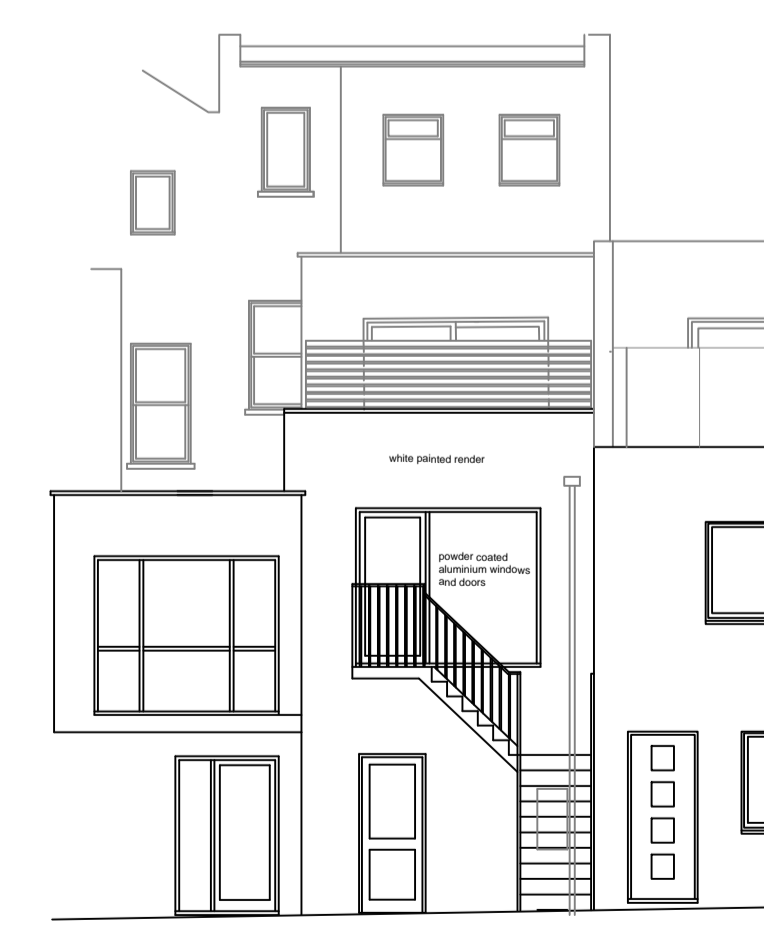 white painted render
powder coated
aluminium windows
and doors